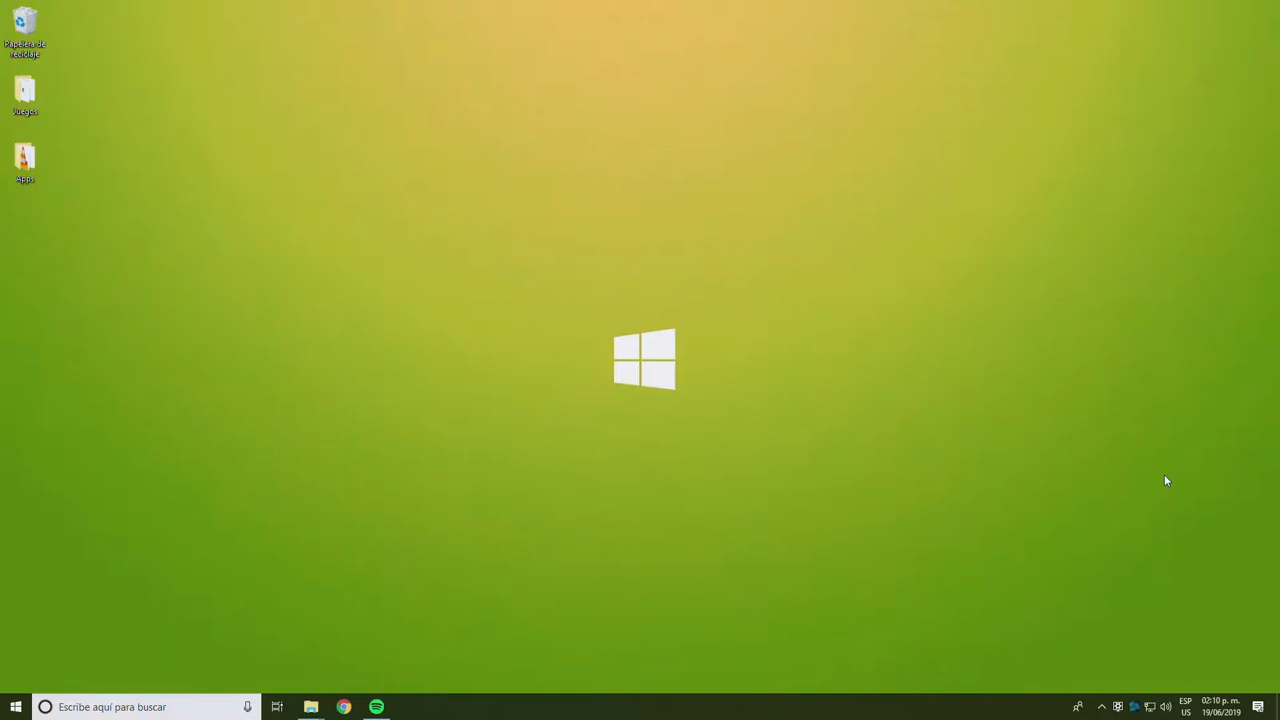 Papelera de
reciclaje
Juegos
Apps
Escribe aquí para buscar
ESP
US
02:10 p. m.
19/06/2019